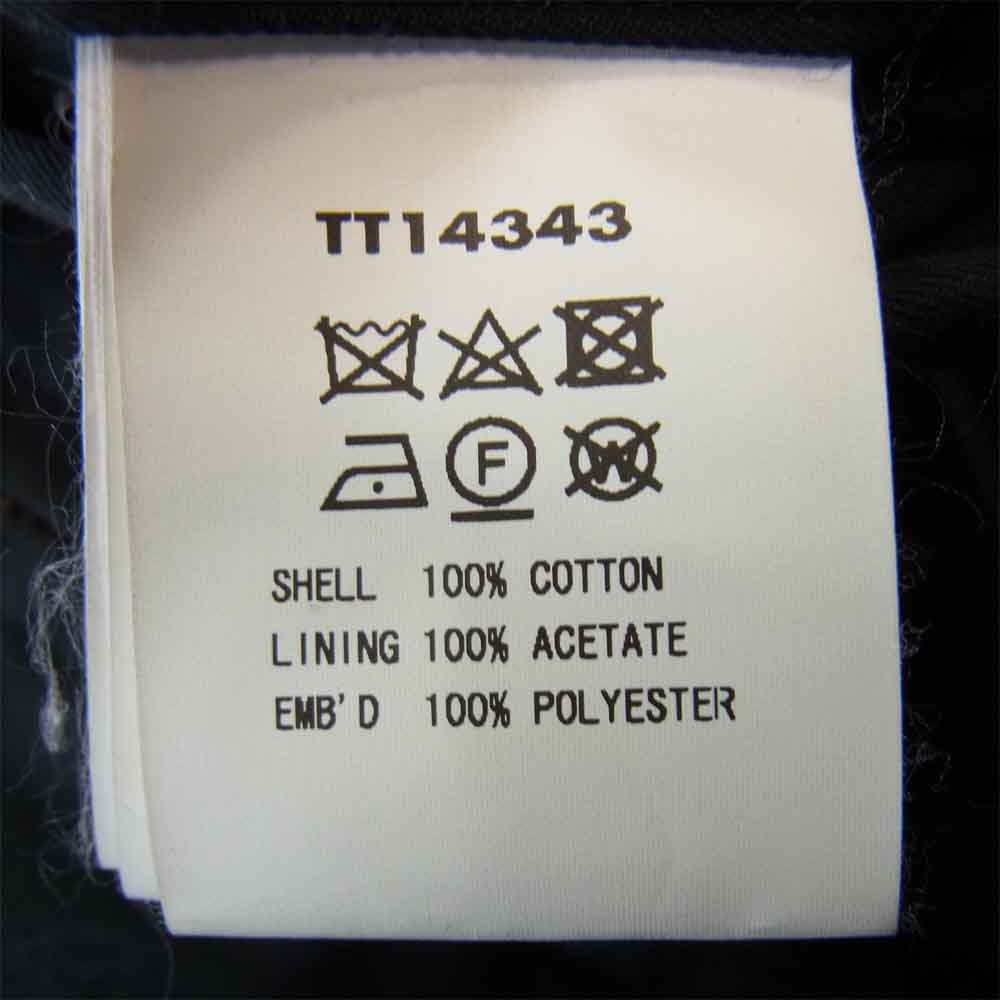 TT14343
F W
SHELL 100% COTTON
LINING 100% ACETATE
EMB'D 100% POLYESTER